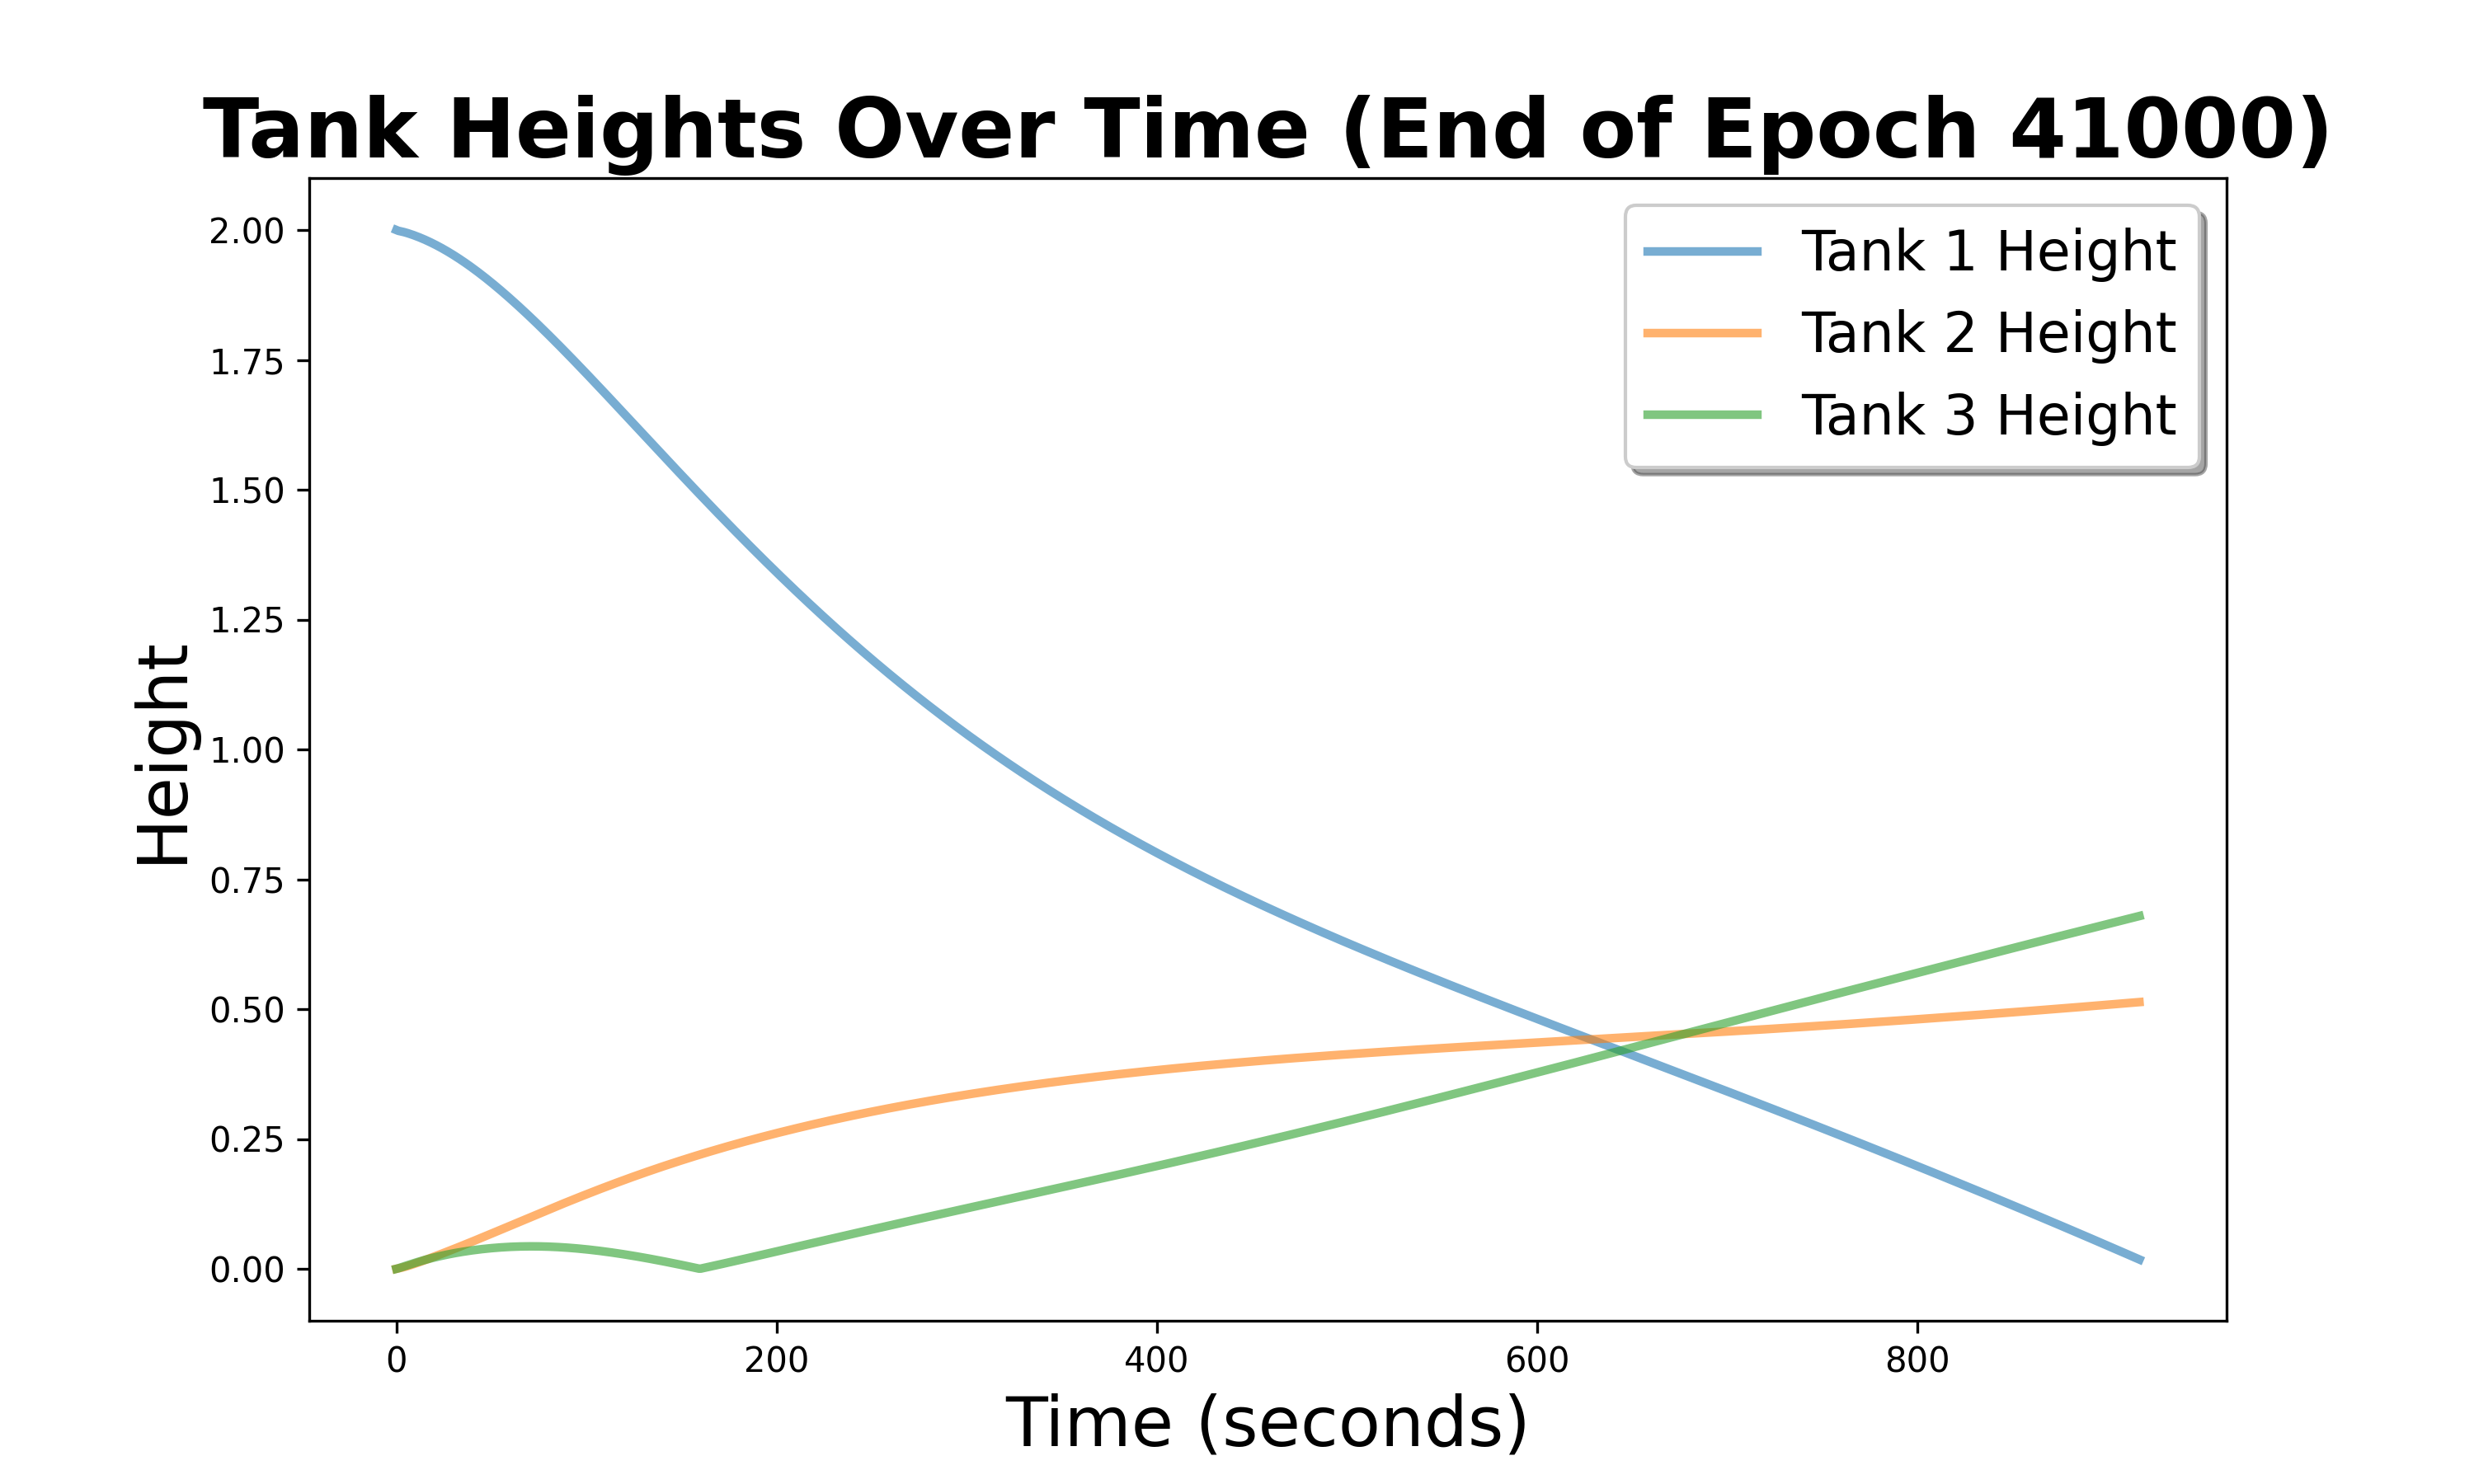 Tank Heights Over Time (End of Epoch 41000)
Tank 1 Height
Tank 2 Height
Tank 3 Height
Height
2.00
1.75
1.50
1.25
1.00
0.75
0.50
0.25
0.00
0 200 400 600 800
Time (seconds)